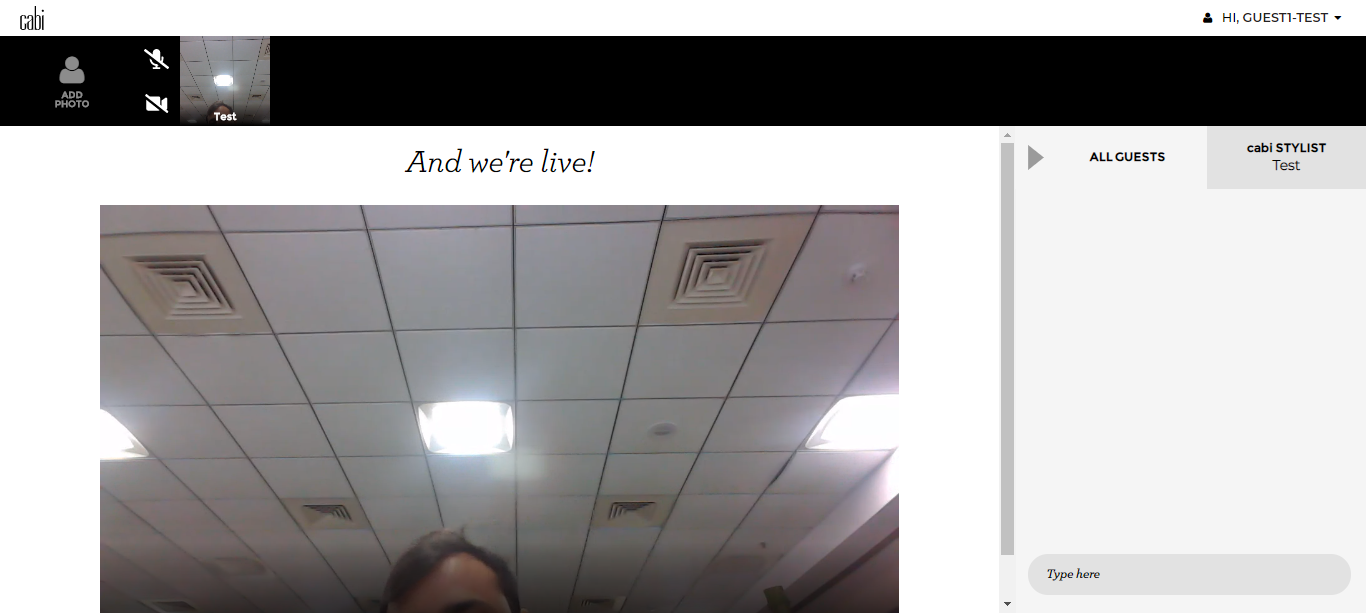 cabi
HI, GUEST1-TEST
ADD
PHOTO
Test
And we're live!
ALL GUESTS
cabi STYLIST
Test
Type here